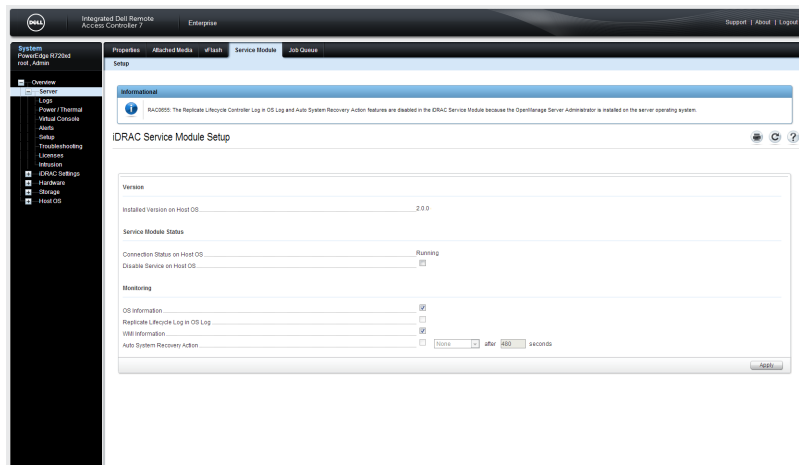 DELL
Integrated Dell Remote
Access Controller 7
Enterprise
Support | About | Logout
System
PowerEdge R720xd
root , Admin
Properties
Attached Media
vFlash
Service Module
Job Queue
Setup
Overview
Server
Logs
Power / Thermal
Virtual Console
Alerts
Setup
Troubleshooting
Licenses
Intrusion
iDRAC Settings
Hardware
Storage
Host OS
Informational
RAC0655: The Replicate Lifecycle Controller Log in OS Log and Auto System Recovery Action features are disabled in the iDRAC Service Module because the OpenManage Server Administrator is installed on the server operating system.
iDRAC Service Module Setup
Version
Installed Version on Host OS 2.0.0
Service Module Status
Connection Status on Host OS Running
Disable Service on Host OS
Monitoring
OS Information
Replicate Lifecycle Log in OS Log
WMI Information
Auto System Recovery Action None after 480 seconds
Apply